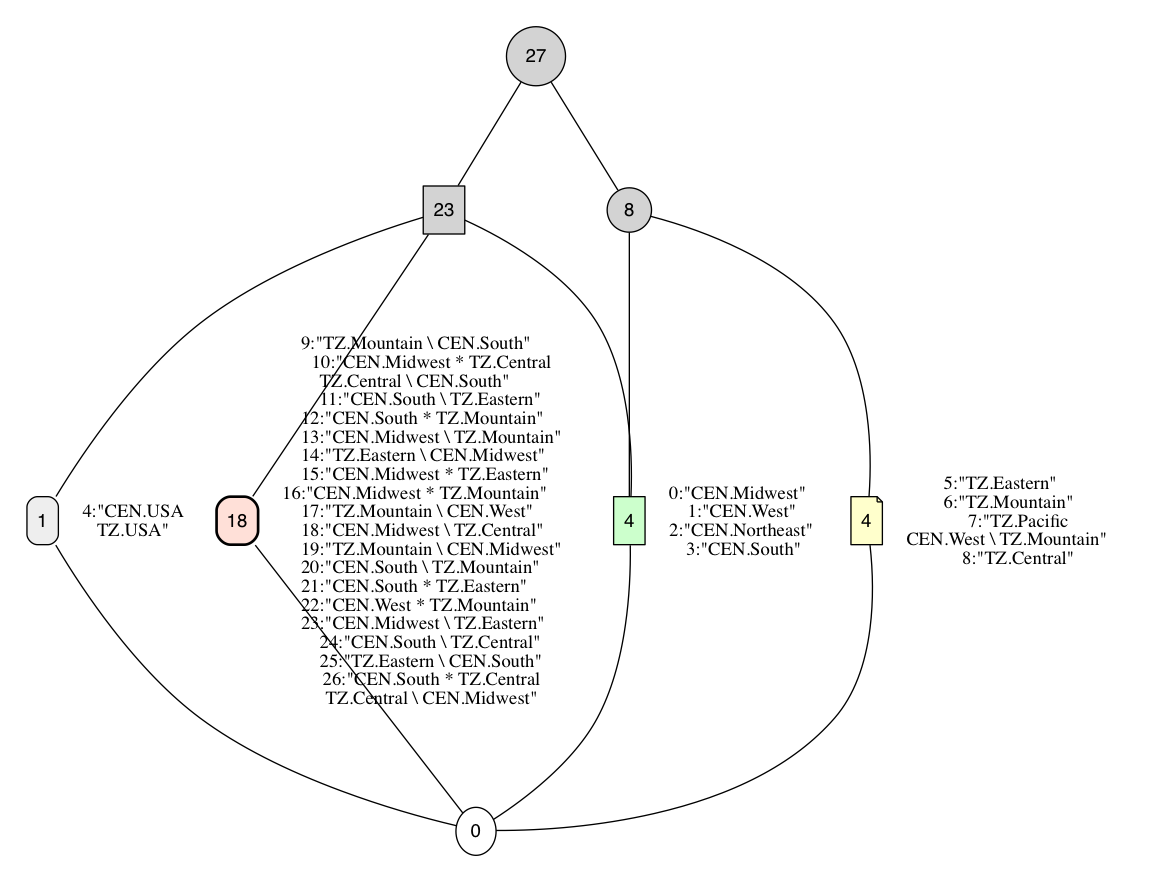 27
23
8
9:"TZ.Mountain \ CEN.South"
10:"CEN.Midwest * TZ.Central
TZ.Central \ CEN.South"
11:"CEN.South \ TZ.Eastern"
12:"CEN.South * TZ.Mountain"
13:"CEN.Midwest \ TZ.Mountain"
14:"TZ.Eastern \ CEN.Midwest"
15:"CEN.Midwest * TZ.Eastern"
16:"CEN.Midwest * TZ.Mountain"
17:"TZ.Mountain \ CEN.West"
18:"CEN.Midwest \ TZ.Central"
19:"TZ.Mountain \ CEN.Midwest"
20:"CEN.South \ TZ.Mountain"
21:"CEN.South * TZ.Eastern"
22:"CEN.West * TZ.Mountain"
23:"CEN.Midwest \ TZ.Eastern"
24:"CEN.South \ TZ.Central"
25:"TZ.Eastern \ CEN.South"
26:"CEN.South * TZ.Central
TZ.Central \ CEN.Midwest"
1
4:"CEN.USA
TZ.USA"
18
4
0:"CEN.Midwest"
1:"CEN.West"
2:"CEN.Northeast"
3:"CEN.South"
4
5:"TZ.Eastern"
6:"TZ.Mountain"
7:"TZ.Pacific
CEN.West \ TZ.Mountain"
8:"TZ.Central"
0